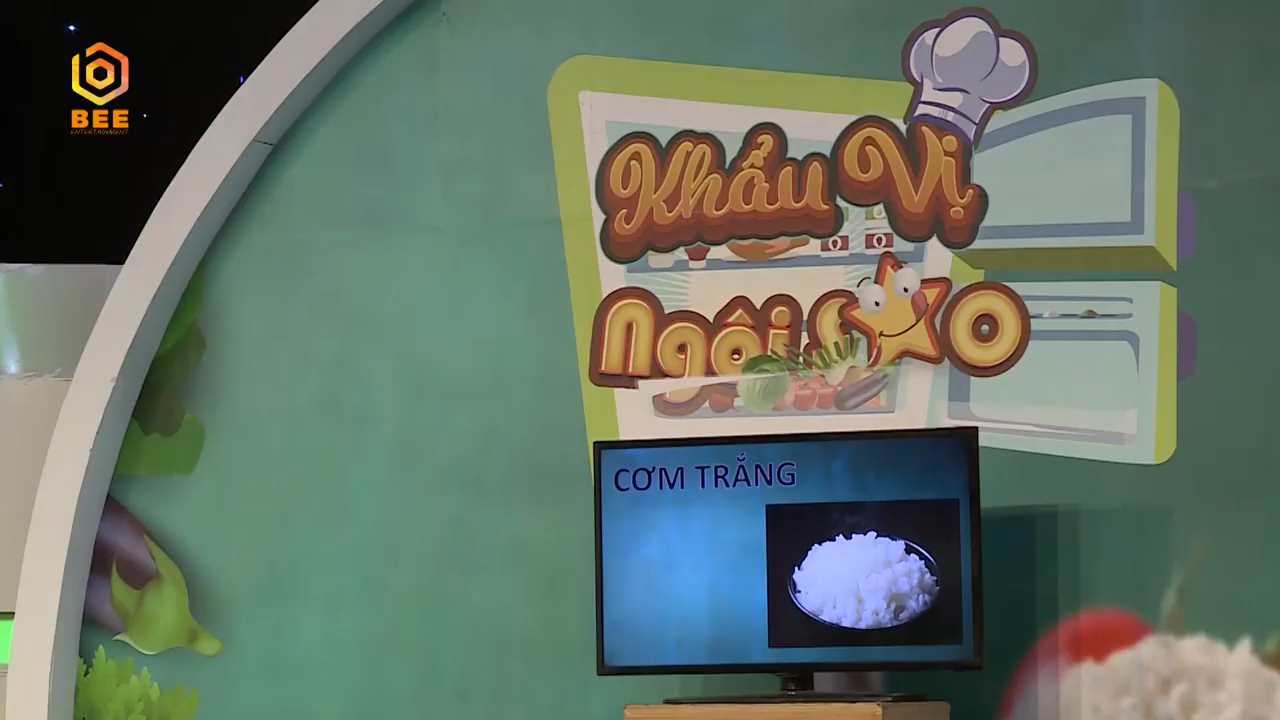 BEE
ENTERTAINMENT
Khẩu Vị
Ngôi SAO
CƠM TRẮNG